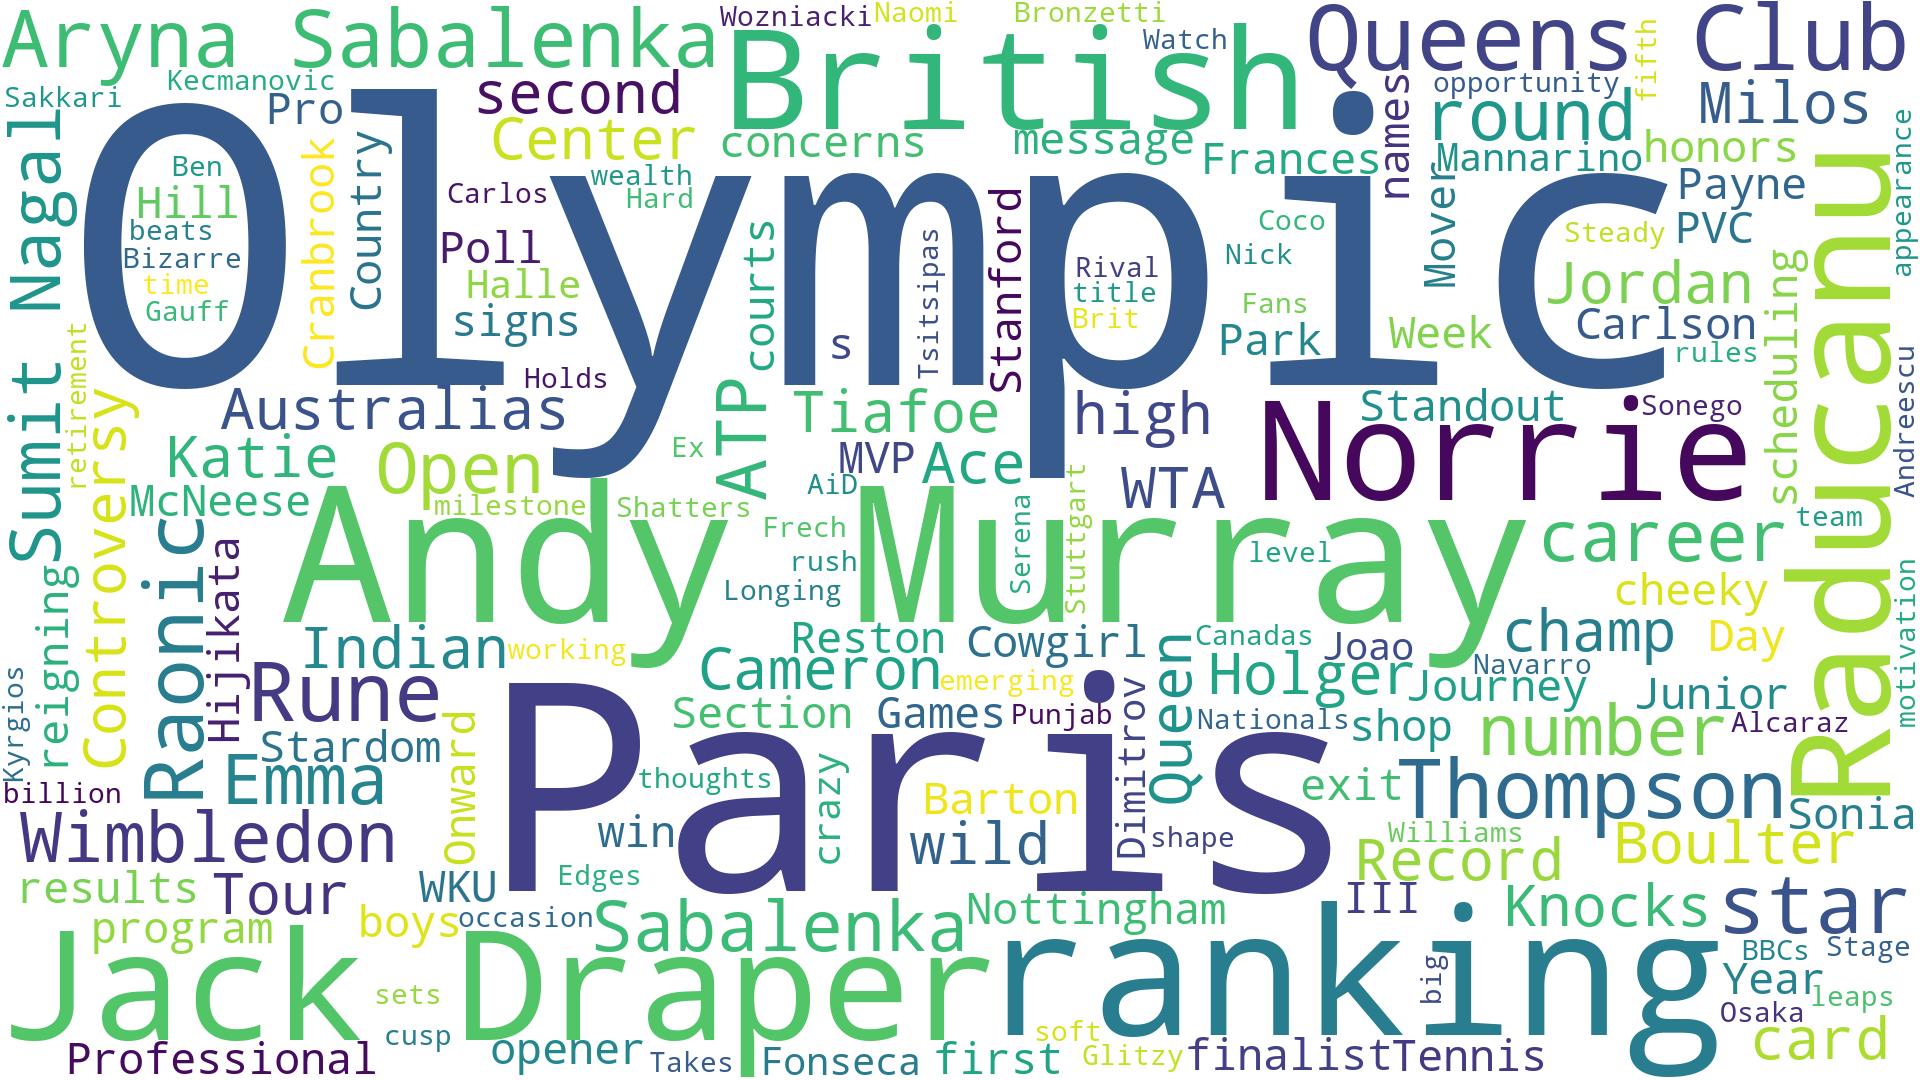 Aryna Sabalenka
Wozniacki
Naomi
Bronzetti
British
Watch
Queens Club
fifth
Kecmanovic
Sakkari
Pro
second
Center
concerns
message
names
opportunity
round
Milos
appearance
Frances
Mannarino
honors
Olympic
Sumit Nagal
Ben
Hill
beats
Bizarre
time
Gauff
Cranbrook
Country
Carlos
Poll
Halle
signs
wealth
Hard
courts
Tsitsipas
Stanford
Rival
title
Brit
Coco
Nick
Fans
Park
Week
Mover
Payne
PVC
Steady
Jordan
Carlson
rules
scheduling
Raducanu
s
Holds
retirement
Controversy
Australias
Katie
Open
McNeese
milestone
Ex
Shatters
ATP
Tiafoe
MVP
Ace
AiD
high
WTA
Norrie
Standout
Sonego
Andreescu
team
Andy Murray
Frech
rush
Longing
Serena
Stuttgart
level
career
cheeky
champ
Day
motivation
reigning
Raonic
Hijikata
Kyrgios
billion
Indian
working
Rune
Stardom
Emma
Onward
Reston
Cowgirl
Cameron
emerging
Section
Games
Punjab
Queen
Canadas
Joao
Holger
Navarro
Journey
Junior
Nationals
shop
number
Alcaraz
Paris
thoughts
crazy
Barton
Dimitrov
exit
Thompson
Sonia
Wimbledon
win
wild
shape
Williams
Record
Boulter
results
Tour
WKU
Edges
III
Knocks
star
program
boys
occasion
Sabalenka
Nottingham
BBCs
Stage
Jack Draper
ranking
big
Year
leaps
Osaka
sets
cusp
soft
card
Professional
opener
Takes
Fonseca
first
Glitzy
finalist
Tennis